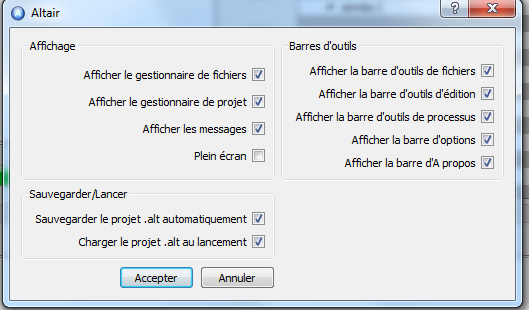 Altair
Affichage
Afficher le gestionnaire de fichiers
Afficher le gestionnaire de projet
Afficher les messages
Plein écran
Barres d'outils
Afficher la barre d'outils de fichiers
Afficher la barre d'outils d'édition
Afficher la barre d'outils de processus
Afficher la barre d'options
Afficher la barre d'A propos
Sauvegarder/Lancer
Sauvegarder le projet .alt automatiquement
Charger le projet .alt au lancement
Accepter
Annuler